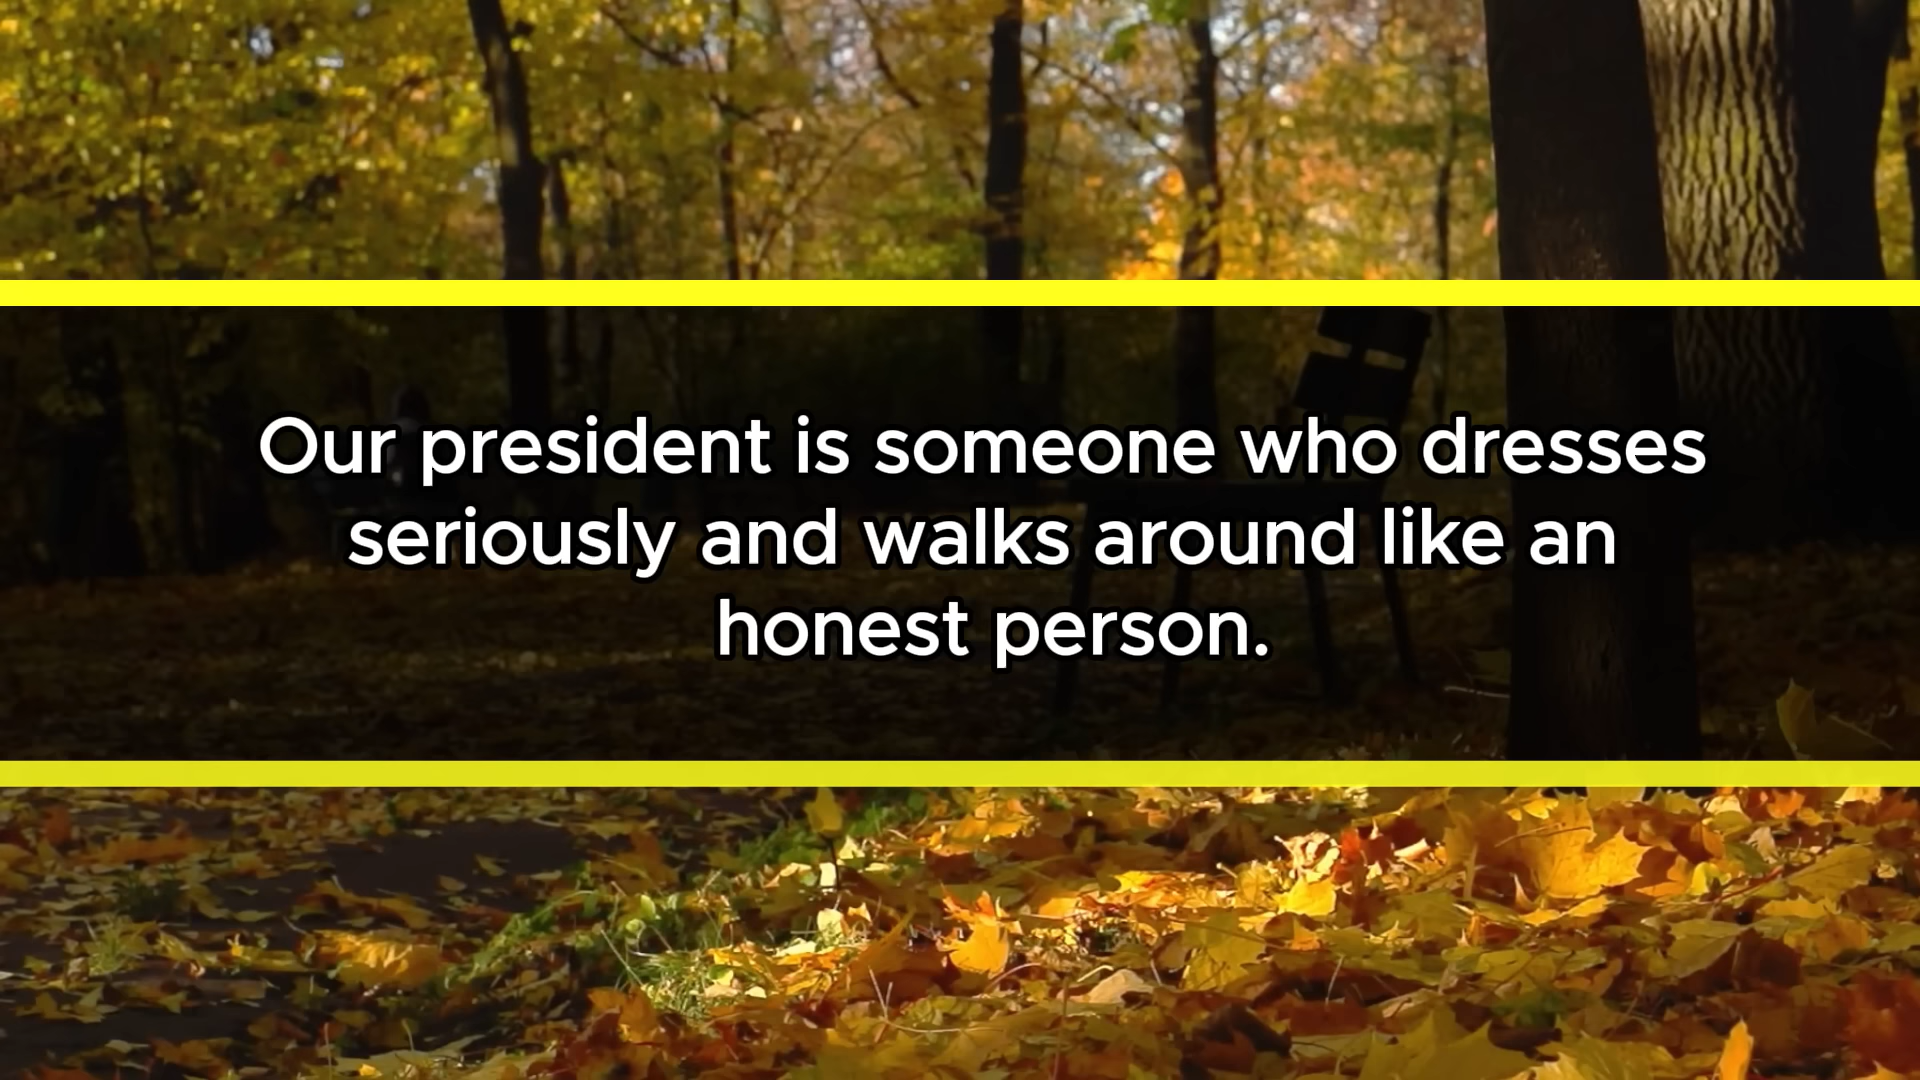 Our president is someone who dresses
seriously and walks around like an
honest person.